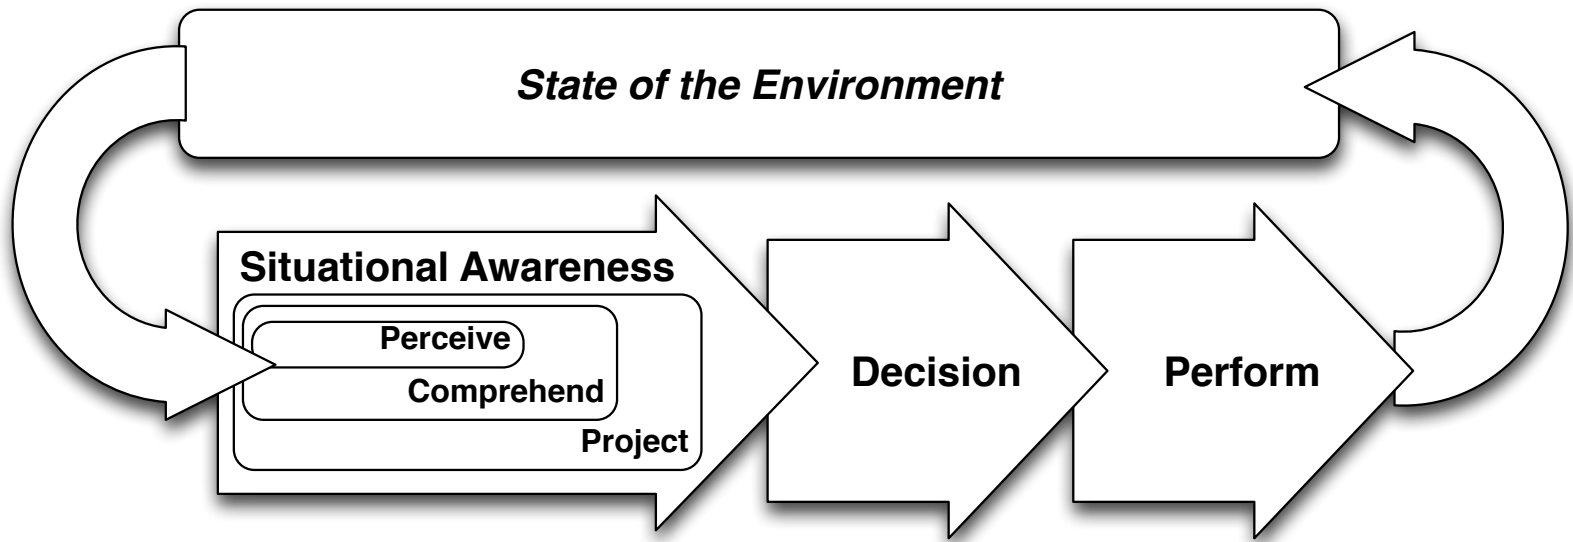 State of the Environment
Situational Awareness
Perceive
Comprehend
Project
Decision
Perform